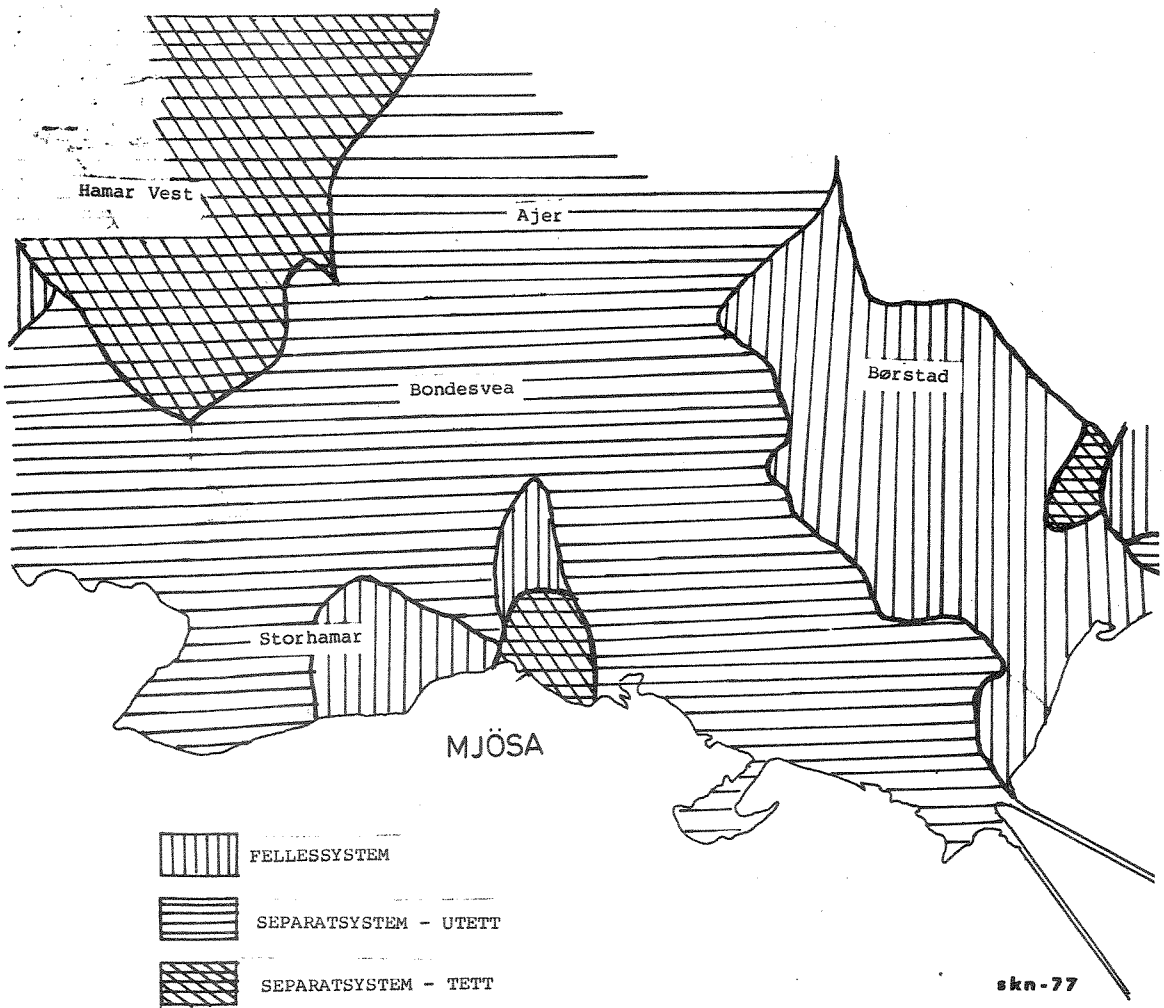 Hamar Vest
Ajer
Børstad
Bondesvea
Storhamar
MJÖSA
FELLESSYSTEM
SEPARATSYSTEM - UTETT
SEPARATSYSTEM - TETT
skn-77